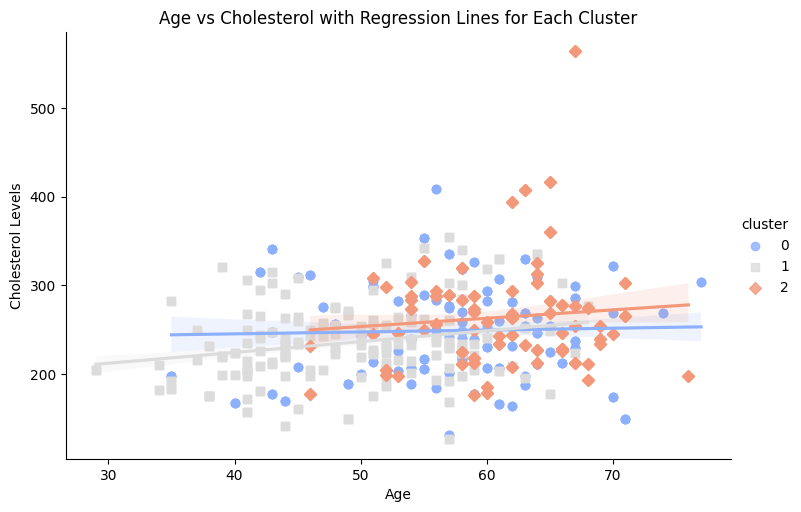 Age vs Cholesterol with Regression Lines for Each Cluster
Cholesterol Levels
500
400
300
200
30 40 50 60 70
Age
cluster
0
1
2